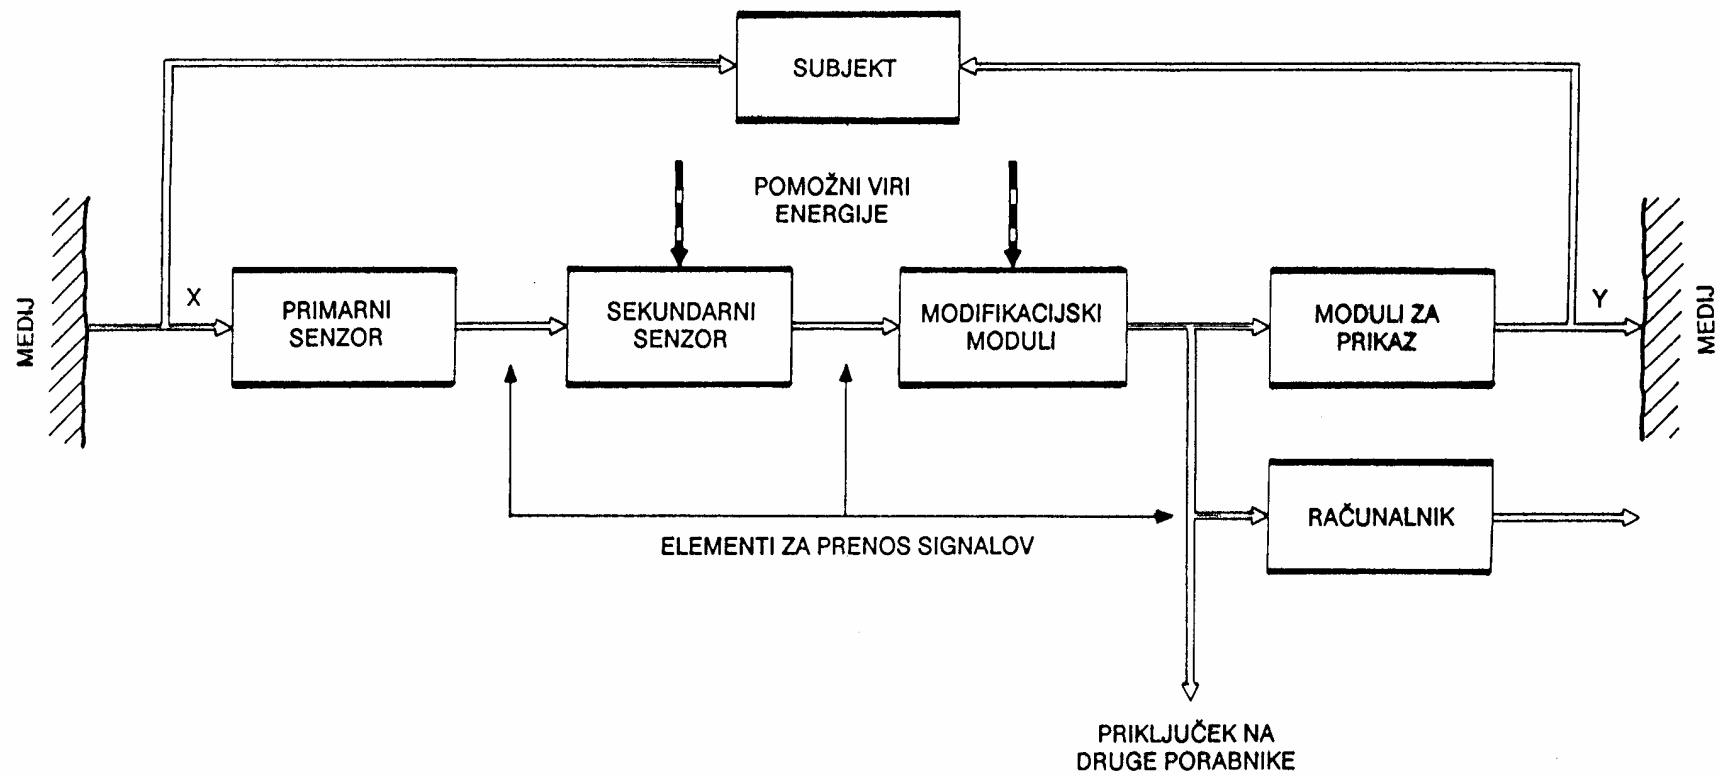 SUBJEKT
POMOŽNI VIRI
ENERGIJE
MEDIJ
X
PRIMARNI
SENZOR
SEKUNDARNI
SENZOR
MODIFIKACIJSKI
MODULI
MODULI ZA
PRIKAZ
Y
MEDIJ
RAČUNALNIK
ELEMENTI ZA PRENOS SIGNALOV
PRIKLJUČEK NA
DRUGE PORABNIKE